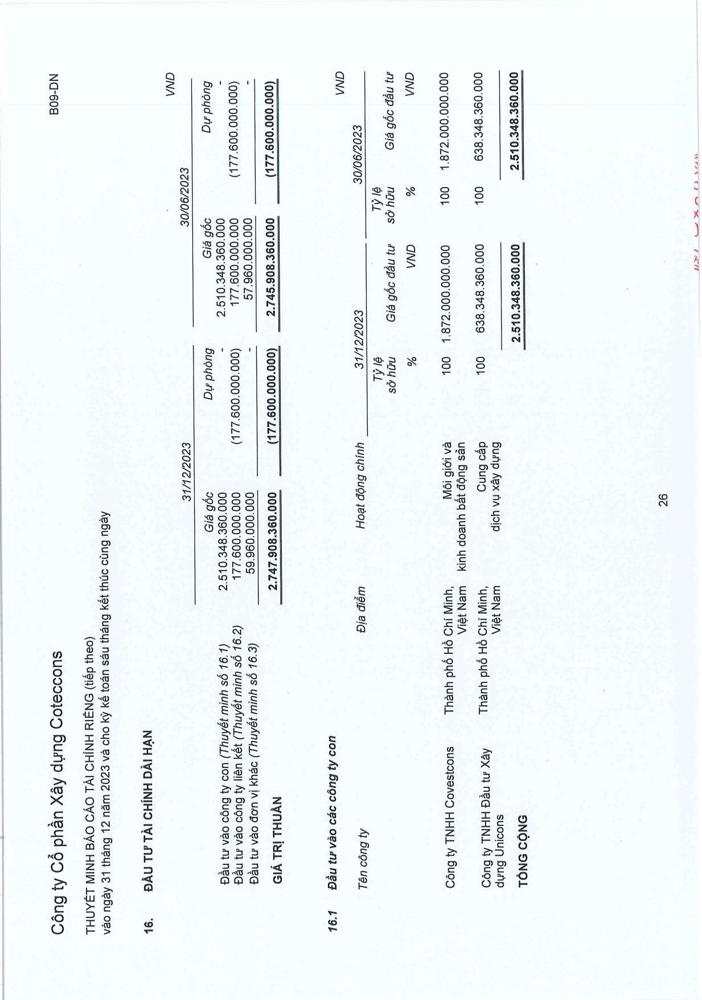 Công ty Cổ phần Xây dựng Coteccons B09-DN
THUYẾT MINH BÁO CÁO TÀI CHÍNH RIÊNG (tiếp theo)
vào ngày 31 tháng 12 năm 2023 và cho kỳ kế toán sáu tháng kết thúc cùng ngày
16. ĐẦU TƯ TÀI CHÍNH DÀI HẠN
VND
31/12/2023 30/06/2023
Giá gốc Dự phòng Giá gốc Dự phòng
Đầu tư vào công ty con (Thuyết minh số 16.1) 2.510.348.360.000 - 2.510.348.360.000 -
Đầu tư vào công ty liên kết (Thuyết minh số 16.2) 177.600.000.000 (177.600.000.000) 177.600.000.000 (177.600.000.000)
Đầu tư vào đơn vị khác (Thuyết minh số 16.3) 59.960.000.000 - 57.960.000.000 -
GIÁ TRỊ THUẦN 2.747.908.360.000 (177.600.000.000) 2.745.908.360.000 (177.600.000.000)
16.1 Đầu tư vào các công ty con
VND
Tên công ty Địa điểm Hoạt động chính 31/12/2023 30/06/2023
Tỷ lệ Tỷ lệ
sở hữu Giá gốc đầu tư sở hữu Giá gốc đầu tư
% VND % VND
Công ty TNHH Covestcons Thành phố Hồ Chí Minh, Môi giới và 100 1.872.000.000.000 100 1.872.000.000.000
Việt Nam kinh doanh bất động sản
Công ty TNHH Đầu tư Xây Thành phố Hồ Chí Minh, Cung cấp 100 638.348.360.000 100 638.348.360.000
dựng Unicons Việt Nam dịch vụ xây dựng
TỔNG CỘNG 2.510.348.360.000 2.510.348.360.000
26